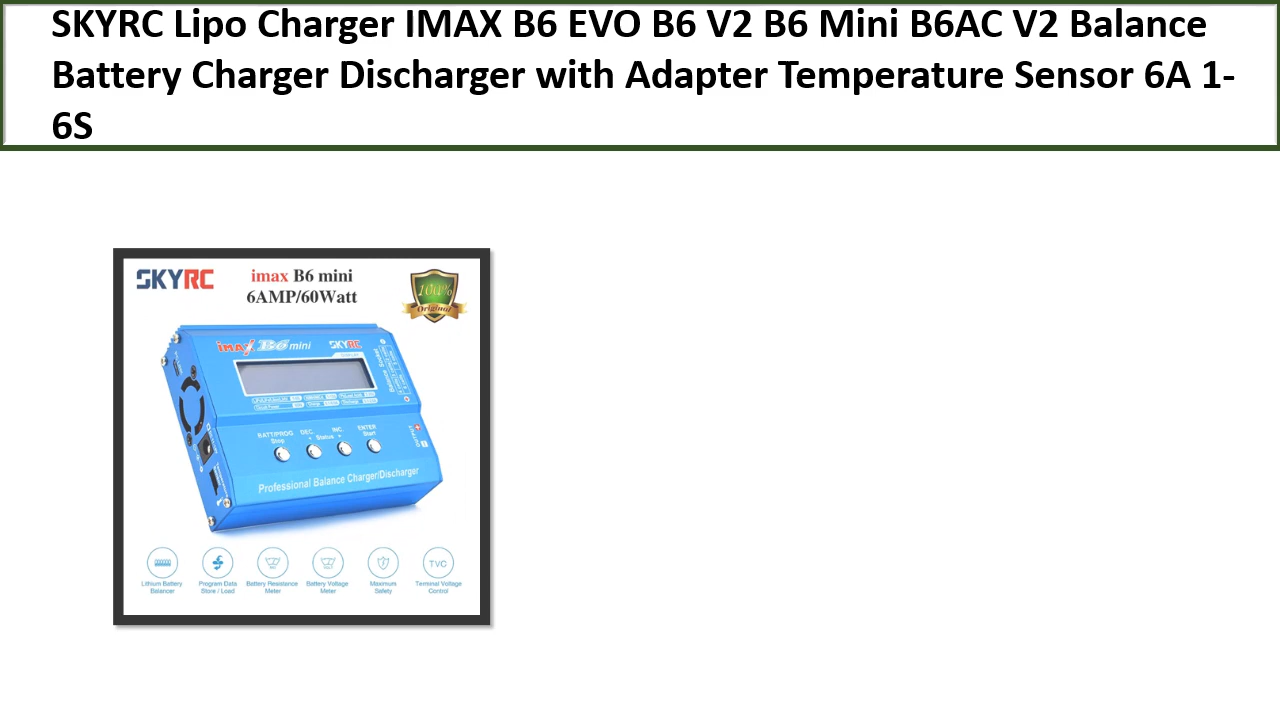 SKYRC Lipo Charger IMAX B6 EVO B6 V2 B6 Mini B6AC V2 Balance
Battery Charger Discharger with Adapter Temperature Sensor 6A 1-
6S
SKYRC
imax B6 mini
6AMP/60Watt
100%
Original
imax B6 mini
SKYRC
Balance Socket
BATT/PROG
Stop
DEC.
Status
INC.
+
ENTER
Start
OUTPUT
Professional Balance Charger/Discharger
Lithium Battery
Balancer
Program Data
Store / Load
Battery Resistance
Meter
Battery Voltage
Meter
Maximum
Safety
TVC
Terminal Voltage
Control